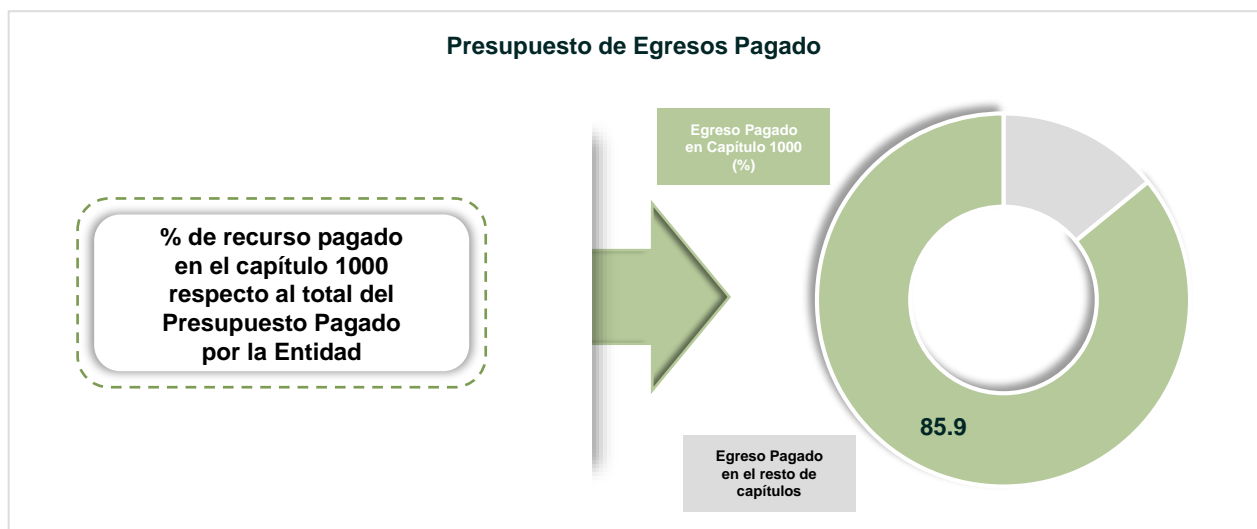 Presupuesto de Egresos Pagado
% de recurso pagado
en el capítulo 1000
respecto al total del
Presupuesto Pagado
por la Entidad
Egreso Pagado
en Capítulo 1000
(%)
85.9
Egreso Pagado
en el resto de
capítulos